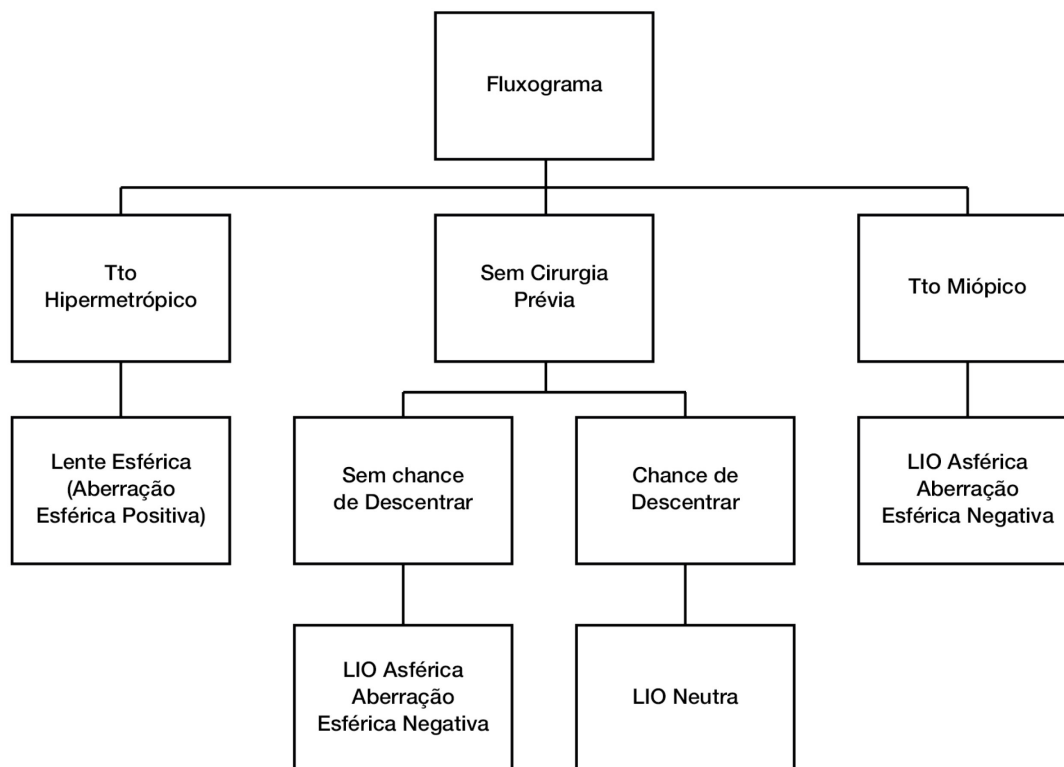 Fluxograma
Tto
Hipermetrópico
Sem Cirurgia
Prévia
Tto Miópico
Lente Esférica
(Aberração
Esférica Positiva)
Sem chance
de Descentrar
Chance de
Descentrar
LIO Asférica
Aberração
Esférica Negativa
LIO Asférica
Aberração
Esférica Negativa
LIO Neutra